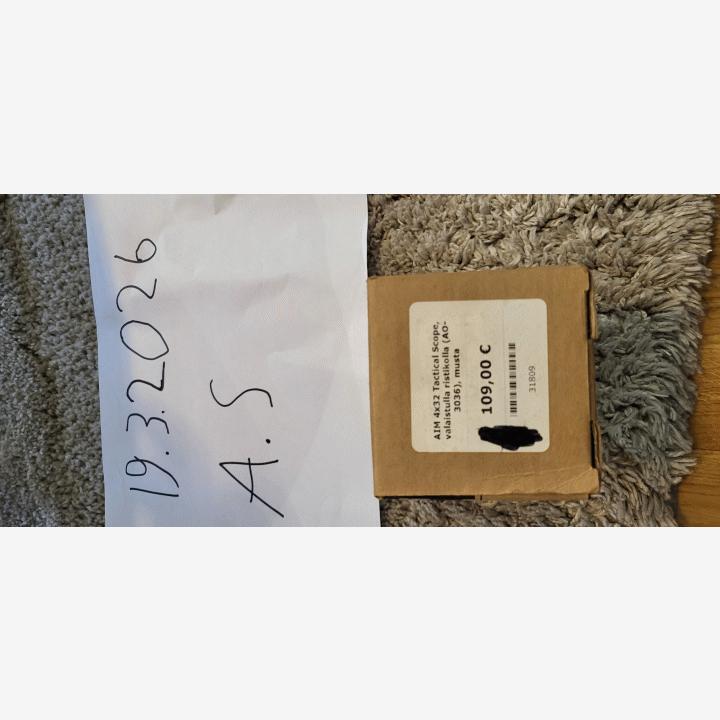 19.3.2026
A.S
AIM 4x32 Tactical Scope,
valaistulla ristikolla (AO-
3036), musta
109,00 €
31809